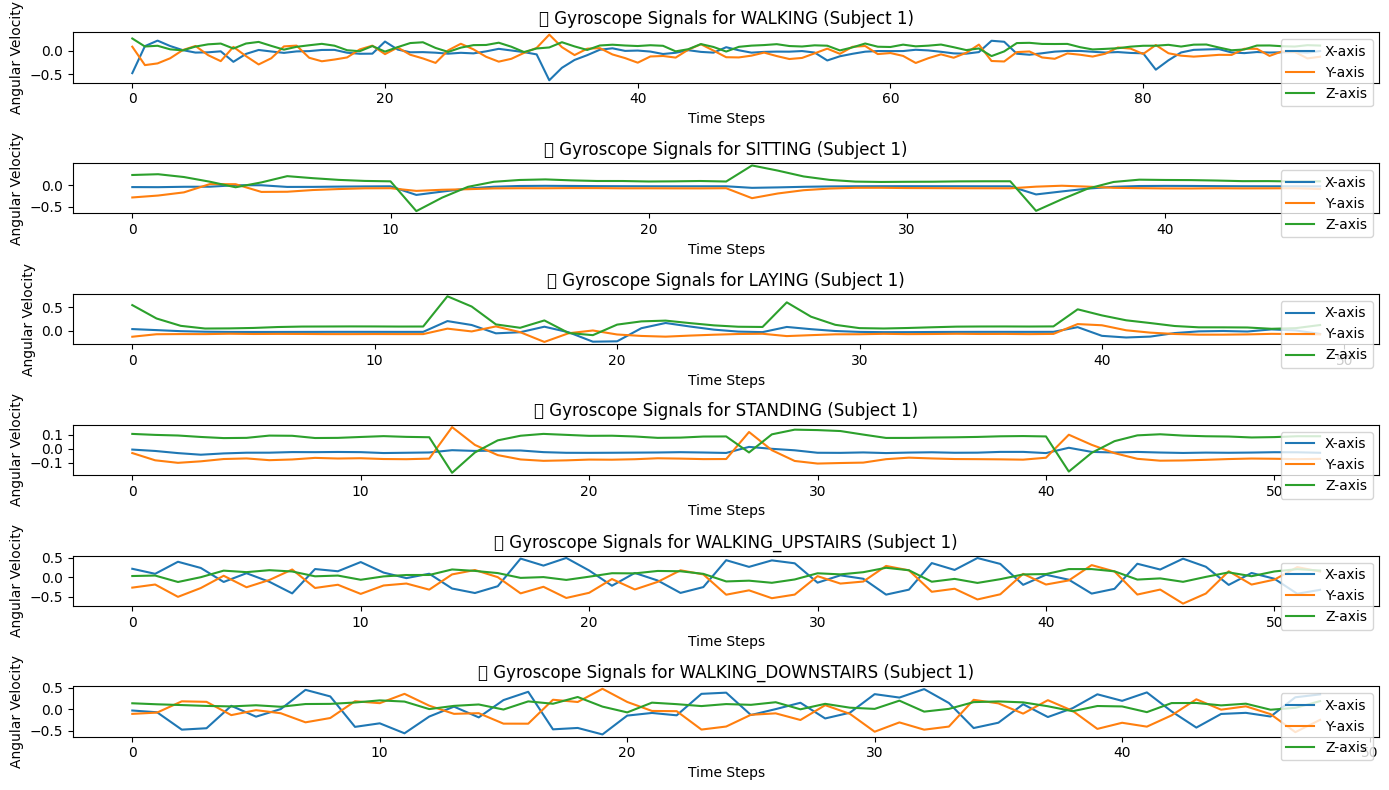 Gyroscope Signals for WALKING (Subject 1)
Angular Velocity
0.0
−0.5
X-axis
Y-axis
Z-axis
0 20 40 60 80
Time Steps
Gyroscope Signals for SITTING (Subject 1)
Angular Velocity
0.0
−0.5
X-axis
Y-axis
Z-axis
0 10 20 30 40
Time Steps
Gyroscope Signals for LAYING (Subject 1)
Angular Velocity
0.5
0.0
X-axis
Y-axis
Z-axis
0 10 20 30 40 50
Time Steps
Gyroscope Signals for STANDING (Subject 1)
Angular Velocity
0.1
0.0
−0.1
X-axis
Y-axis
Z-axis
0 10 20 30 40 50
Time Steps
Gyroscope Signals for WALKING_UPSTAIRS (Subject 1)
Angular Velocity
0.5
0.0
−0.5
X-axis
Y-axis
Z-axis
0 10 20 30 40 50
Time Steps
Gyroscope Signals for WALKING_DOWNSTAIRS (Subject 1)
Angular Velocity
0.5
0.0
−0.5
X-axis
Y-axis
Z-axis
0 10 20 30 40 50
Time Steps